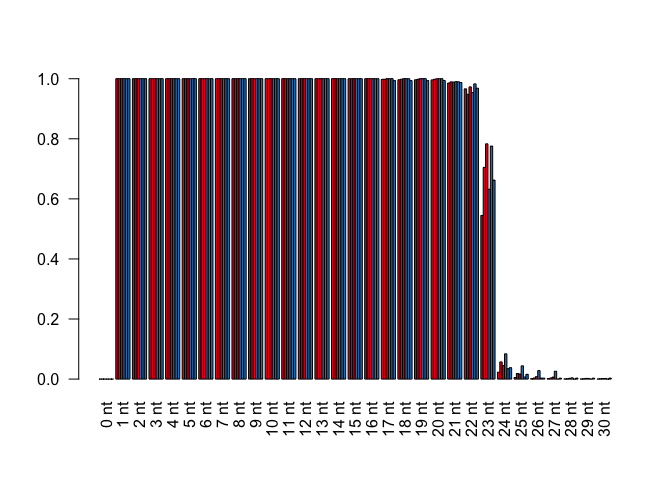 1.0
0.8
0.6
0.4
0.2
0.0
0 nt
1 nt
2 nt
3 nt
4 nt
5 nt
6 nt
7 nt
8 nt
9 nt
10 nt
11 nt
12 nt
13 nt
14 nt
15 nt
16 nt
17 nt
18 nt
19 nt
20 nt
21 nt
22 nt
23 nt
24 nt
25 nt
26 nt
27 nt
28 nt
29 nt
30 nt